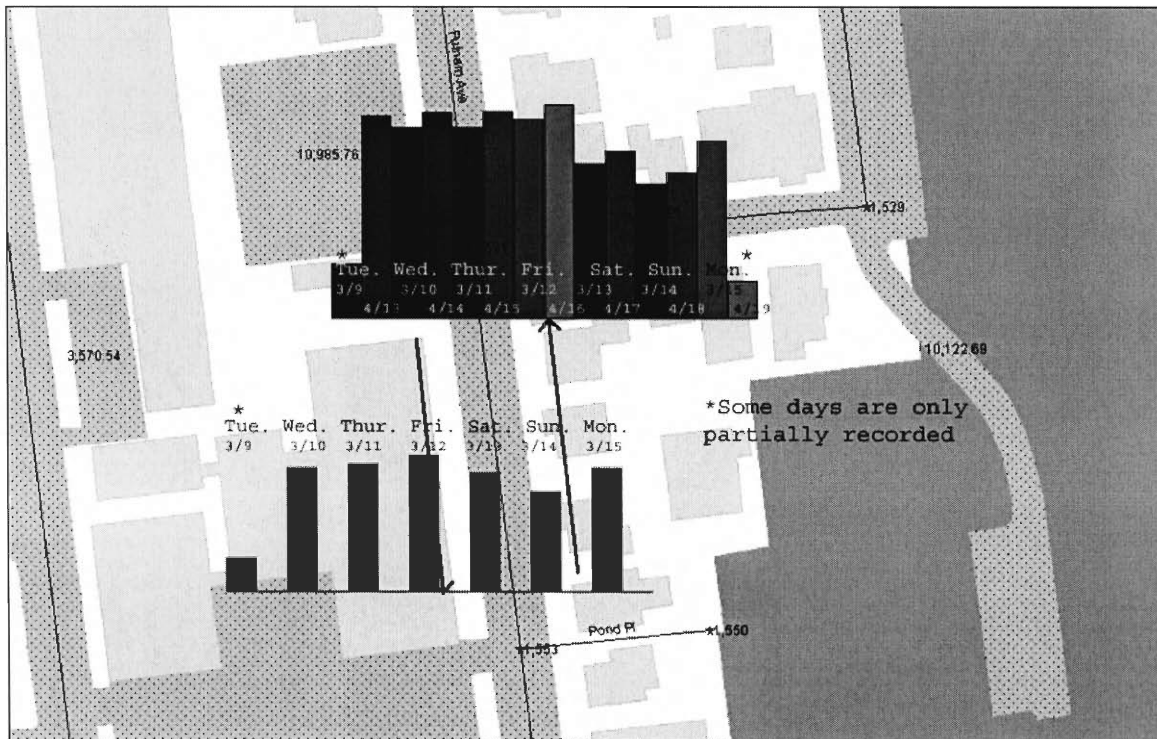 Putnam Ave
10,985.76
1,529
* *
Tue. Wed. Thur. Fri. Sat. Sun. Mon.
3/9 3/10 3/11 3/12 3/13 3/14 3/15
4/13 4/14 4/15 4/16 4/17 4/18 4/19
3,570.54
10,122.69
*
Tue. Wed. Thur. Fri. Sat. Sun. Mon.
3/9 3/10 3/11 3/12 3/14 3/15
*Some days are only
partially recorded
Pond Pl
1,550
1,553